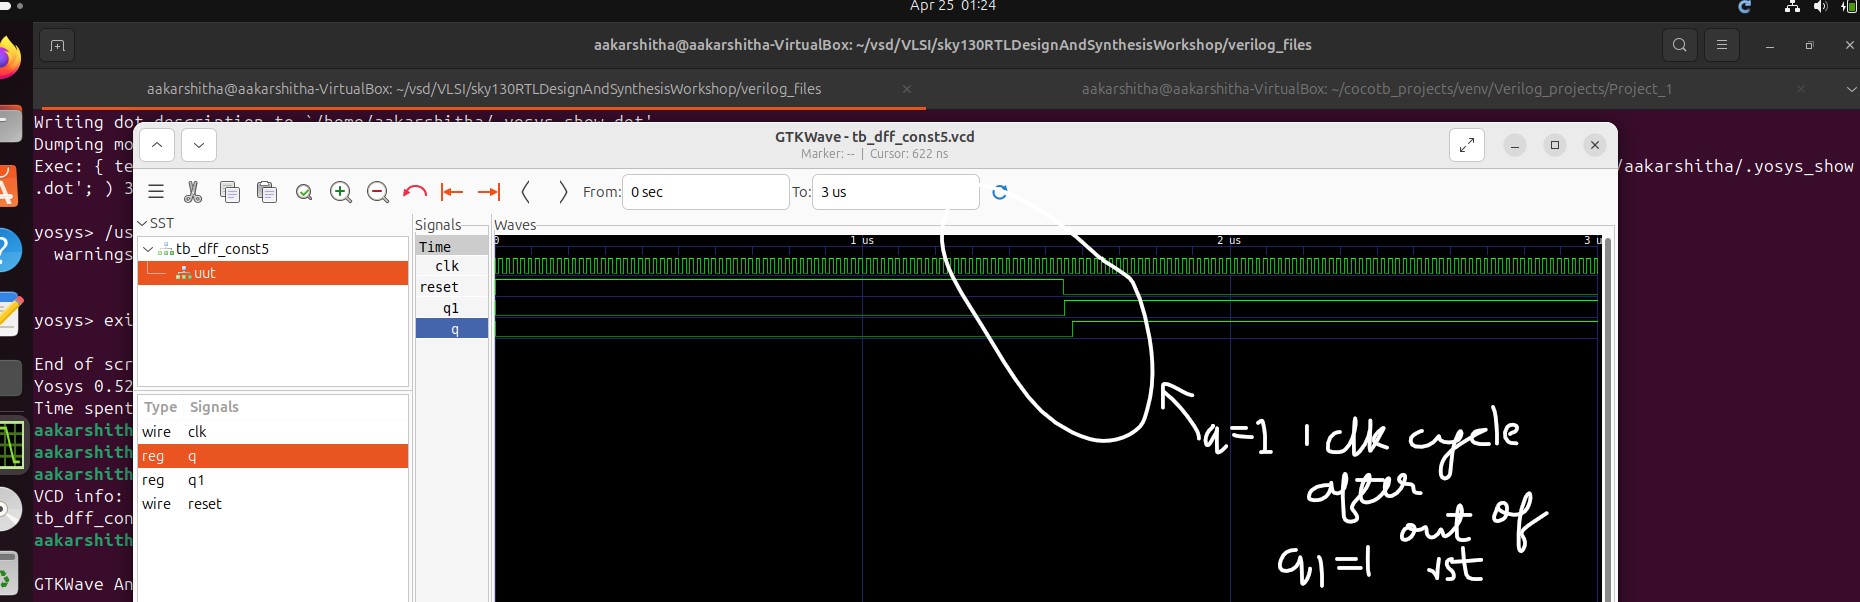 Apr 25 01:24
aakarshitha@aakarshitha-VirtualBox: ~/vsd/VLSI/sky130RTLDesignAndSynthesisWorkshop/verilog_files
aakarshitha@aakarshitha-VirtualBox: ~/vsd/VLSI/sky130RTLDesignAndSynthesisWorkshop/verilog_files
aakarshitha@aakarshitha-VirtualBox: ~/cocotb_projects/venv/Verilog_projects/Project_1
Writing dot description to `/home/aakarshitha/.yosys_show.dot'.
Dumping mo
Exec: { te
/aakarshitha/.yosys_show
.dot'; ) 3
yosys> /us
warnings
yosys> exi
End of scr
Yosys 0.52
Time spent
aakarshith
aakarshith
aakarshith
VCD info:
tb_dff_con
aakarshith
GTKWave An
GTKWave - tb_dff_const5.vcd
Marker: -- | Cursor: 622 ns
From: 0 sec To: 3 us
SST
tb_dff_const5
uut
Type Signals
wire clk
reg q
reg q1
wire reset
Signals
Time
clk
reset
q1
q
Waves
0 1 us 2 us 3 u
q=1 1 clk cycle
after
out of
q1=1 rst